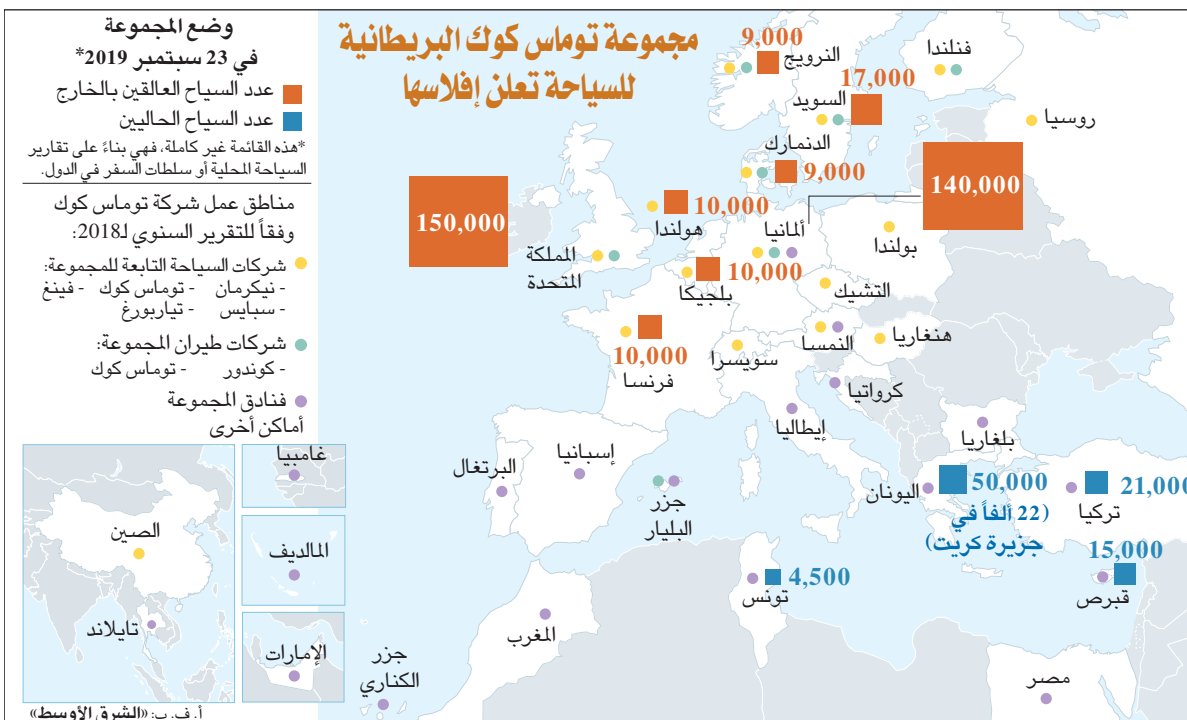 مجموعة توماس كوك البريطانية
للسياحة تعلن إفلاسها
وضع المجموعة
في 23 سبتمبر 2019*
عدد السياح العالقين بالخارج
عدد السياح الحاليين
*هذه القائمة غير كاملة، فهي بناءً على تقارير
السياحة المحلية أو سلطات السفر في الدول.
مناطق عمل شركة توماس كوك
وفقاً للتقرير السنوي لـ2018:
شركات السياحة التابعة للمجموعة:
- نيكرمان - توماس كوك - فينغ
- سبايس - تياربورغ
شركات طيران المجموعة:
- كوندور - توماس كوك
فنادق المجموعة
أماكن أخرى
غامبيا
الصين
المالديف
تايلاند
الإمارات
فنلندا
9,000
النرويج
17,000
السويد
روسيا
الدنمارك
9,000
140,000
150,000
10,000
هولندا
ألمانيا
بولندا
المملكة
المتحدة
10,000
بلجيكا
التشيك
10,000
فرنسا
سويسرا
النمسا
هنغاريا
كرواتيا
إيطاليا
بلغاريا
إسبانيا
البرتغال
جزر
البليار
50,000
اليونان
(22 ألفاً في
جزيرة كريت)
21,000
تركيا
15,000
قبرص
4,500
تونس
المغرب
جزر
الكناري
مصر
أ. ف. ب: «الشرق الأوسط»